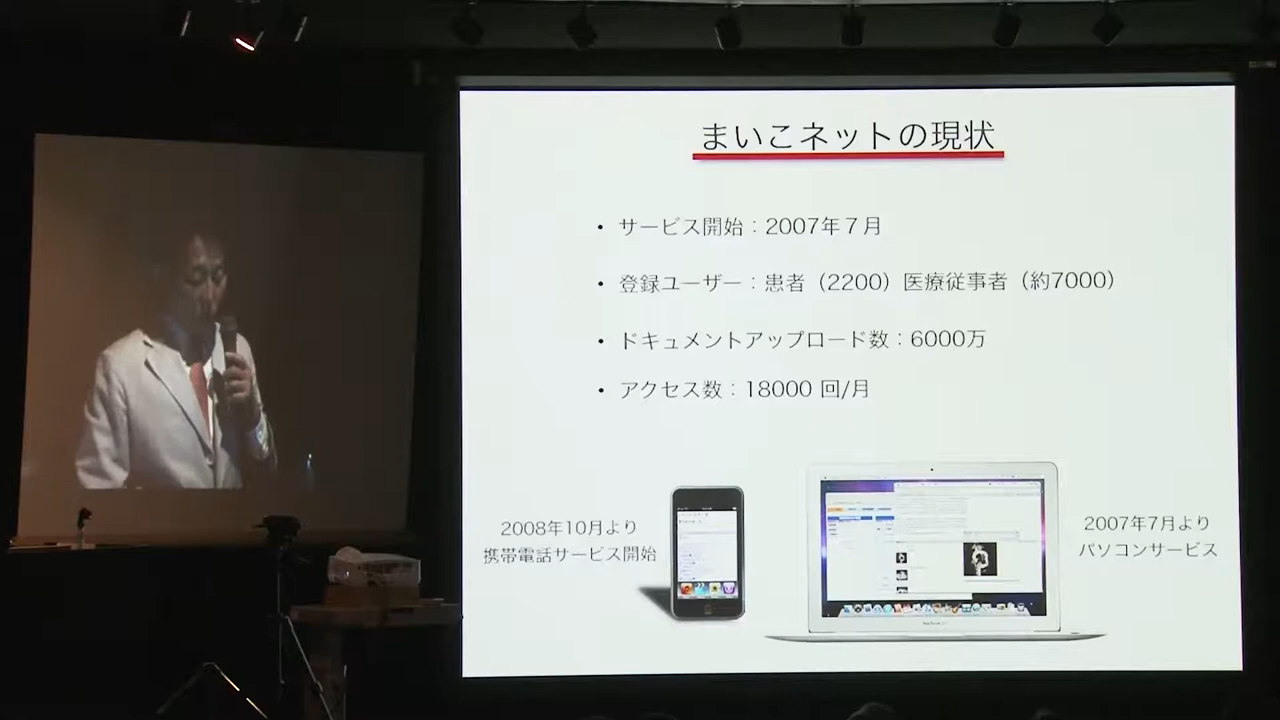 まいこネットの現状
• サービス開始：2007年７月
• 登録ユーザー：患者（2200）医療従事者（約7000）
• ドキュメントアップロード数：6000万
• アクセス数：18000 回/月
2008年10月より
携帯電話サービス開始
2007年7月より
パソコンサービス